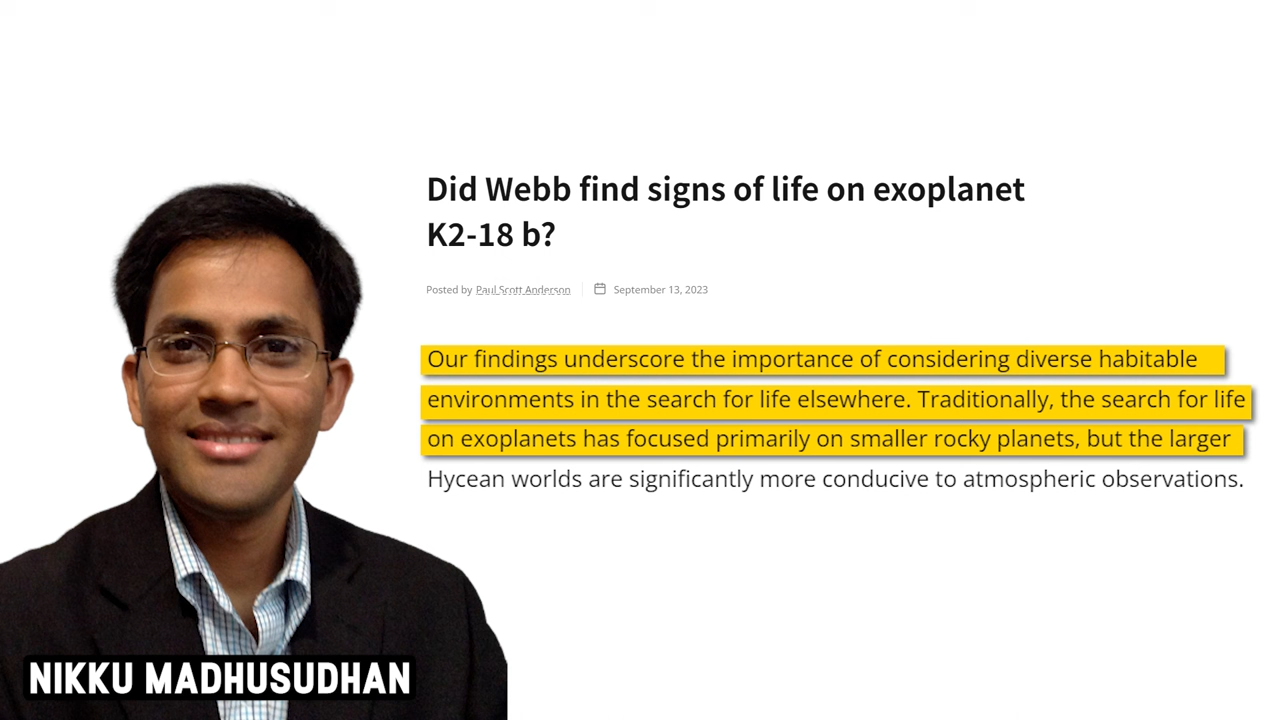 Did Webb find signs of life on exoplanet
K2-18 b?
Posted by Paul Scott Anderson September 13, 2023
Our findings underscore the importance of considering diverse habitable
environments in the search for life elsewhere. Traditionally, the search for life
on exoplanets has focused primarily on smaller rocky planets, but the larger
Hycean worlds are significantly more conducive to atmospheric observations.
NIKKU MADHUSUDHAN